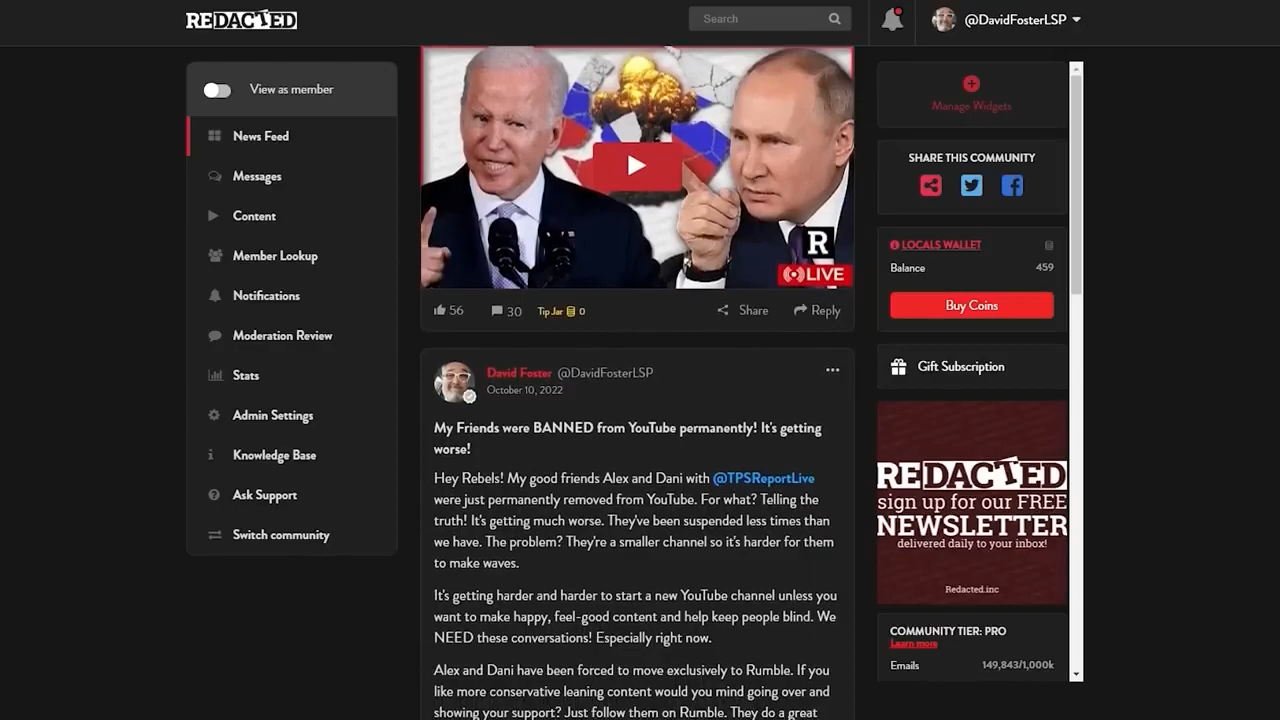 REDACTED
Search
@DavidFosterLSP
View as member
News Feed
Messages
Content
Member Lookup
Notifications
Moderation Review
Stats
Admin Settings
Knowledge Base
Ask Support
Switch community
R
LIVE
56
30
Tip Jar 0
Share
Reply
David Foster @DavidFosterLSP
October 10, 2022
My Friends were BANNED from YouTube permanently! It's getting
worse!
Hey Rebels! My good friends Alex and Dani with @TPSReportLive
were just permanently removed from YouTube. For what? Telling the
truth! It's getting much worse. They've been suspended less times than
we have. The problem? They're a smaller channel so it's harder for them
to make waves.
It's getting harder and harder to start a new YouTube channel unless you
want to make happy, feel-good content and help keep people blind. We
NEED these conversations! Especially right now.
Alex and Dani have been forced to move exclusively to Rumble. If you
like more conservative leaning content would you mind going over and
showing your support? Just follow them on Rumble. They do a great
Manage Widgets
SHARE THIS COMMUNITY
LOCALS WALLET
Balance 459
Buy Coins
Gift Subscription
REDACTED
sign up for our FREE
NEWSLETTER
delivered daily to your inbox!
Redacted.inc
COMMUNITY TIER: PRO
Learn more
Emails 149,843/1,000k